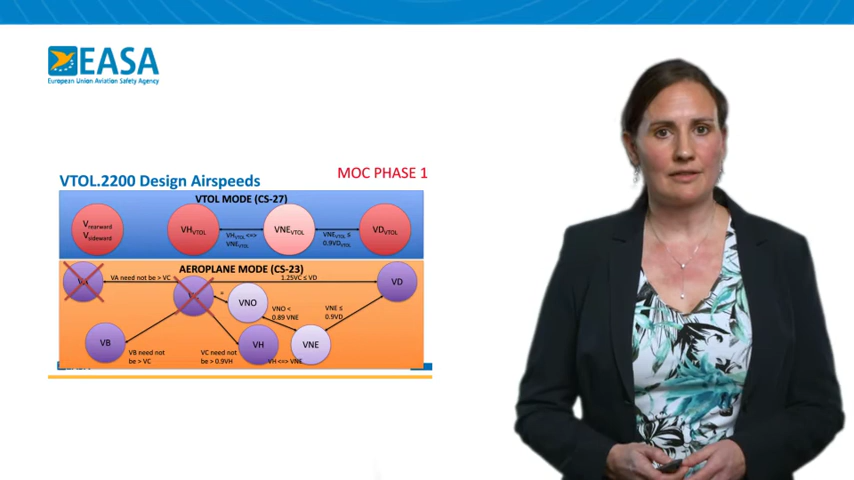 EASA
European Union Aviation Safety Agency
MOC PHASE 1
VTOL.2200 Design Airspeeds
VTOL MODE (CS-27)
Vrearward
Vsideward
VHVTOL
VHVTOL <=>
VNEVTOL
VNEVTOL
VNEVTOL ≤
0.9VDVTOL
VDVTOL
AEROPLANE MODE (CS-23)
VA need not be > VC
1.25VC ≤ VD
VD
=
VNO
VNO <
0.89 VNE
VNE ≤
0.9VD
VB
VB need not
be > VC
VC need not
be > 0.9VH
VH
VH <=> VNE
VNE